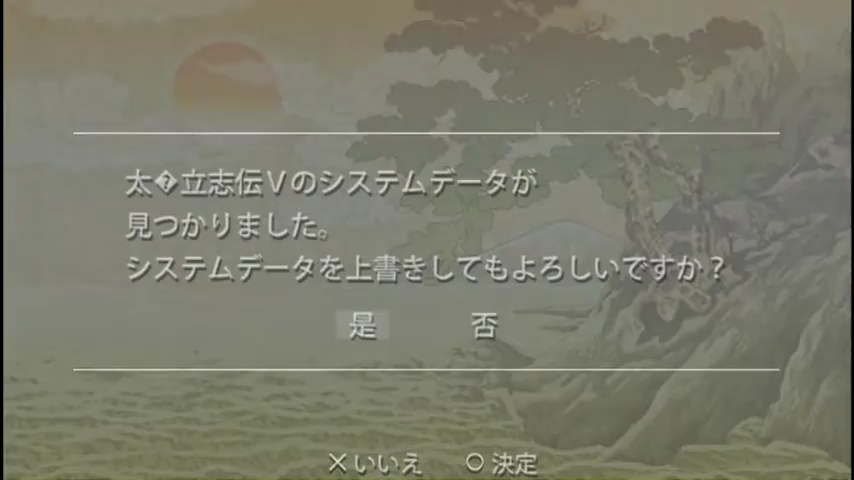 太�立志伝Ⅴのシステムデータが
見つかりました。
システムデータを上書きしてもよろしいですか？
是 否
×いいえ ○決定